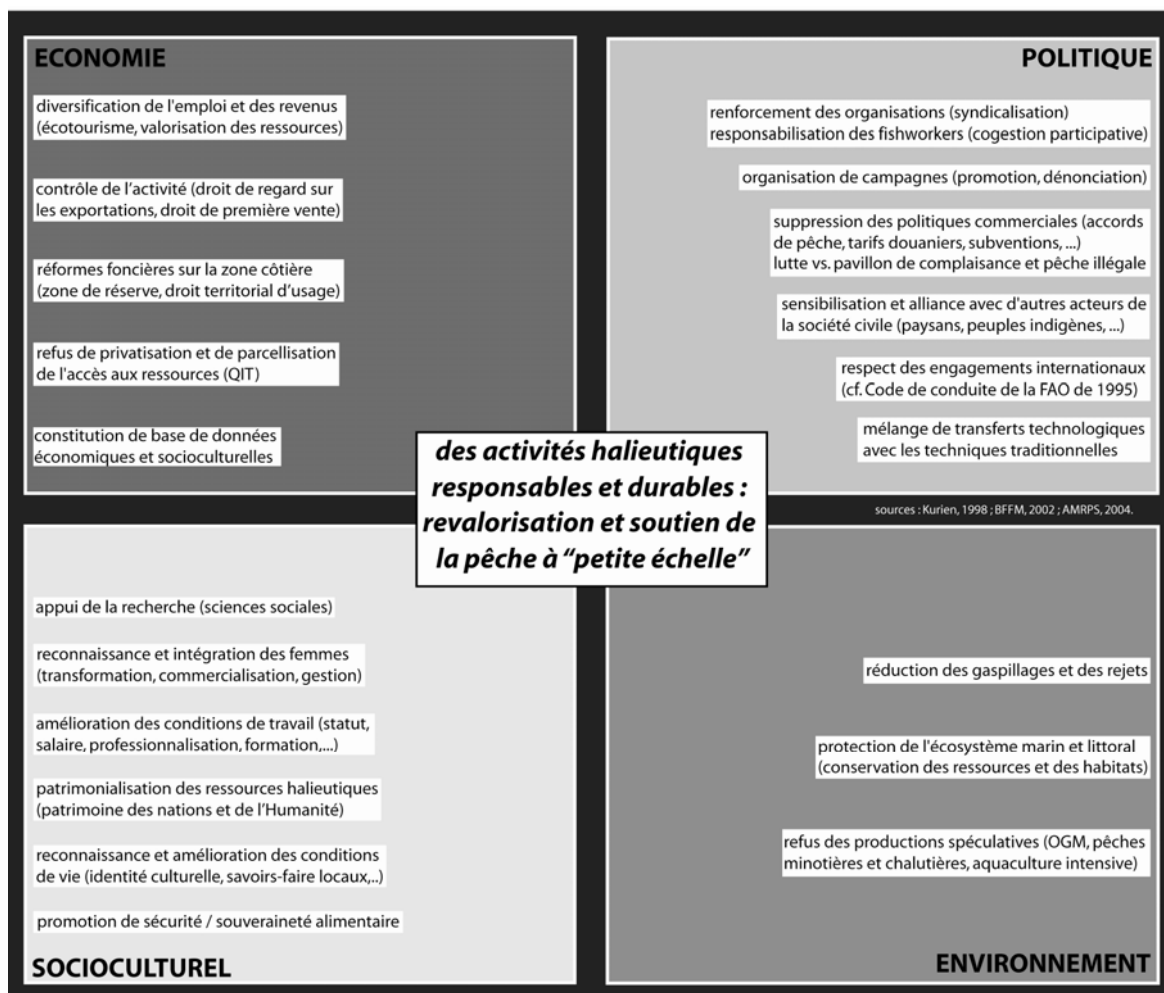 ECONOMIE
diversification de l'emploi et des revenus
(écotourisme, valorisation des ressources)
contrôle de l'activité (droit de regard sur
les exportations, droit de première vente)
réformes foncières sur la zone côtière
(zone de réserve, droit territorial d'usage)
refus de privatisation et de parcellisation
de l'accès aux ressources (QIT)
constitution de base de données
économiques et socioculturelles
POLITIQUE
renforcement des organisations (syndicalisation)
responsabilisation des fishworkers (cogestion participative)
organisation de campagnes (promotion, dénonciation)
suppression des politiques commerciales (accords
de pêche, tarifs douaniers, subventions, ...)
lutte vs. pavillon de complaisance et pêche illégale
sensibilisation et alliance avec d'autres acteurs de
la société civile (paysans, peuples indigènes, ...)
respect des engagements internationaux
(cf. Code de conduite de la FAO de 1995)
mélange de transferts technologiques
avec les techniques traditionnelles
des activités halieutiques
responsables et durables :
revalorisation et soutien de
la pêche à "petite échelle"
sources : Kurien, 1998 ; BFFM, 2002 ; AMRPS, 2004.
appui de la recherche (sciences sociales)
reconnaissance et intégration des femmes
(transformation, commercialisation, gestion)
amélioration des conditions de travail (statut,
salaire, professionnalisation, formation,...)
patrimonialisation des ressources halieutiques
(patrimoine des nations et de l'Humanité)
reconnaissance et amélioration des conditions
de vie (identité culturelle, savoirs-faire locaux,..)
promotion de sécurité / souveraineté alimentaire
SOCIOCULTUREL
réduction des gaspillages et des rejets
protection de l'écosystème marin et littoral
(conservation des ressources et des habitats)
refus des productions spéculatives (OGM, pêches
minotières et chalutières, aquaculture intensive)
ENVIRONNEMENT